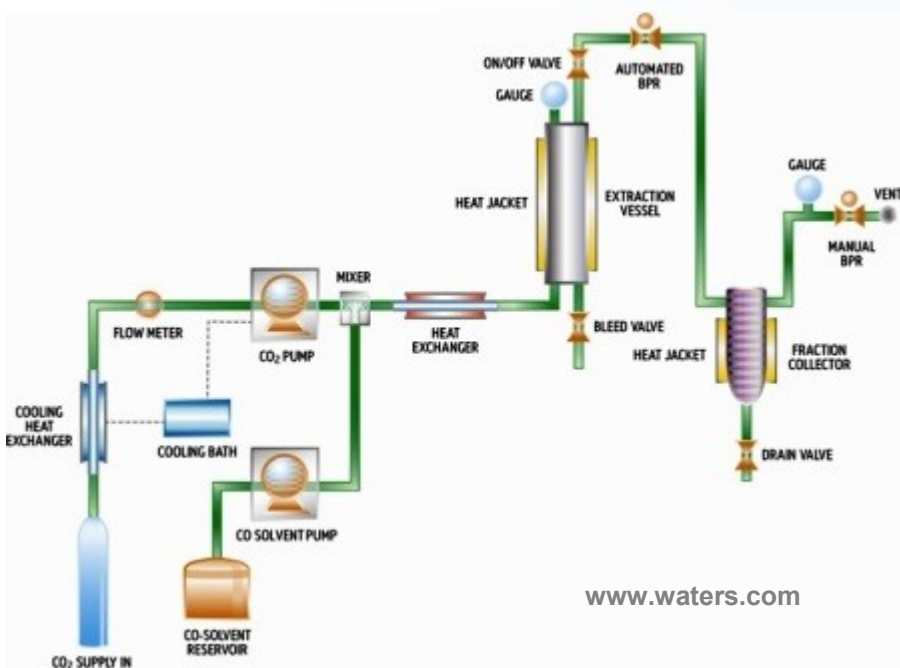 ON/OFF VALVE
AUTOMATED
BPR
GAUGE
GAUGE
VENT
HEAT JACKET
EXTRACTION
VESSEL
MANUAL
BPR
MIXER
FLOW METER
CO₂ PUMP
HEAT
EXCHANGER
BLEED VALVE
HEAT JACKET
FRACTION
COLLECTOR
COOLING
HEAT
EXCHANGER
COOLING BATH
DRAIN VALVE
CO SOLVENT PUMP
www.waters.com
CO-SOLVENT
RESERVOIR
CO₂ SUPPLY IN